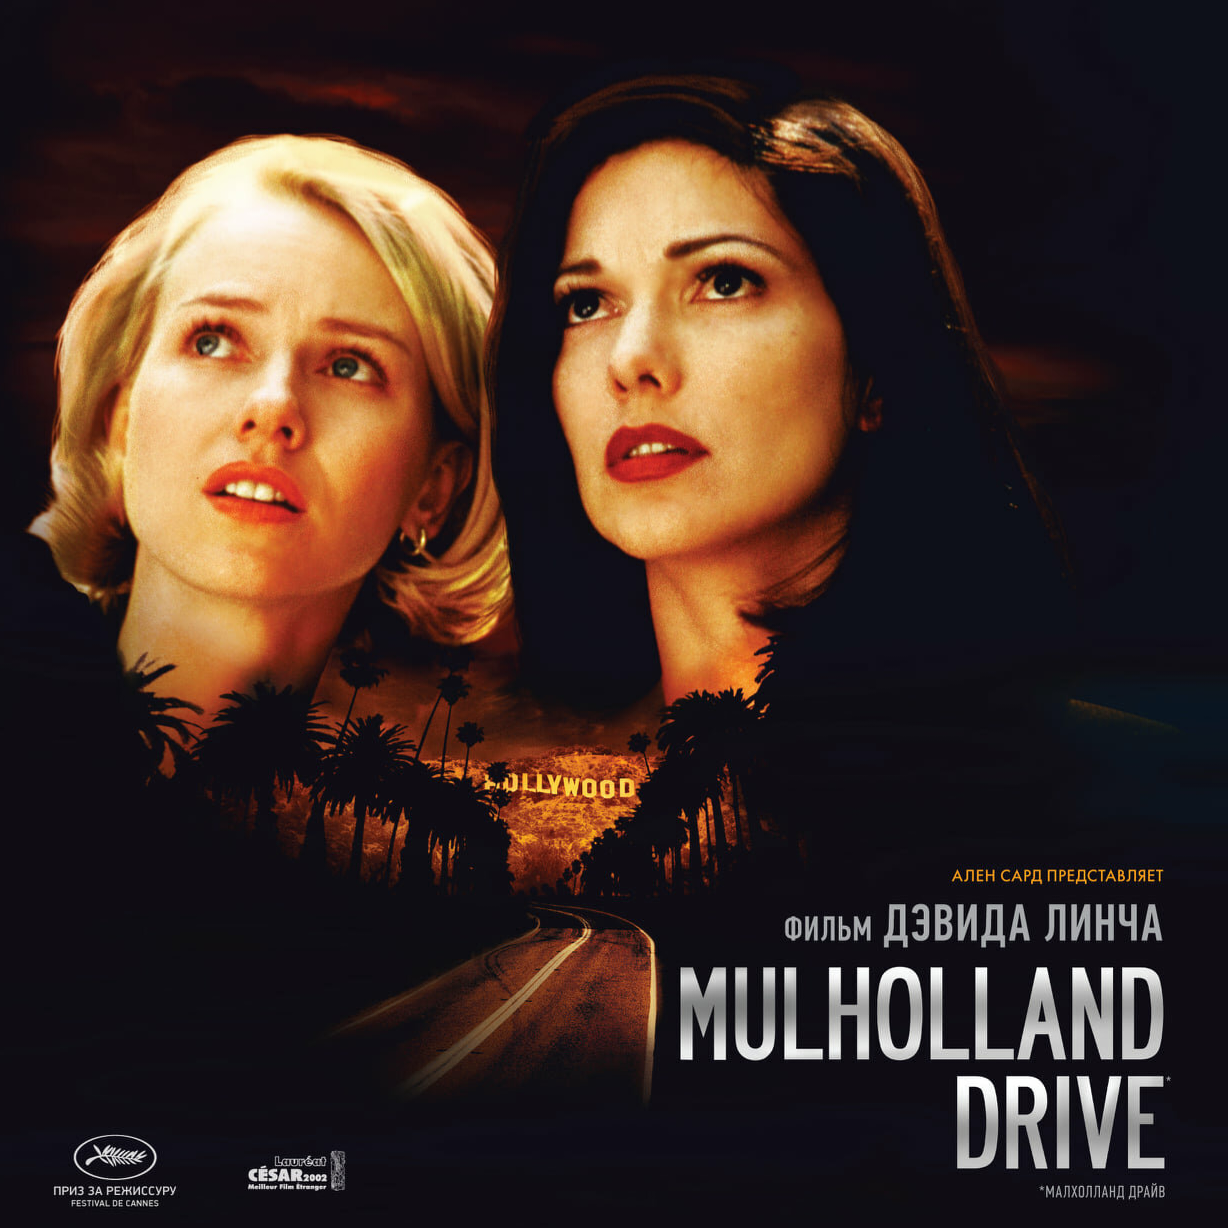 HOLLYWOOD
АЛЕН САРД ПРЕДСТАВЛЯЕТ
ФИЛЬМ ДЭВИДА ЛИНЧА
MULHOLLAND
DRIVE*
*МАЛХОЛЛАНД ДРАЙВ
ПРИЗ ЗА РЕЖИССУРУ
FESTIVAL DE CANNES
Lauréat
CÉSAR2002
Meilleur Film Étranger